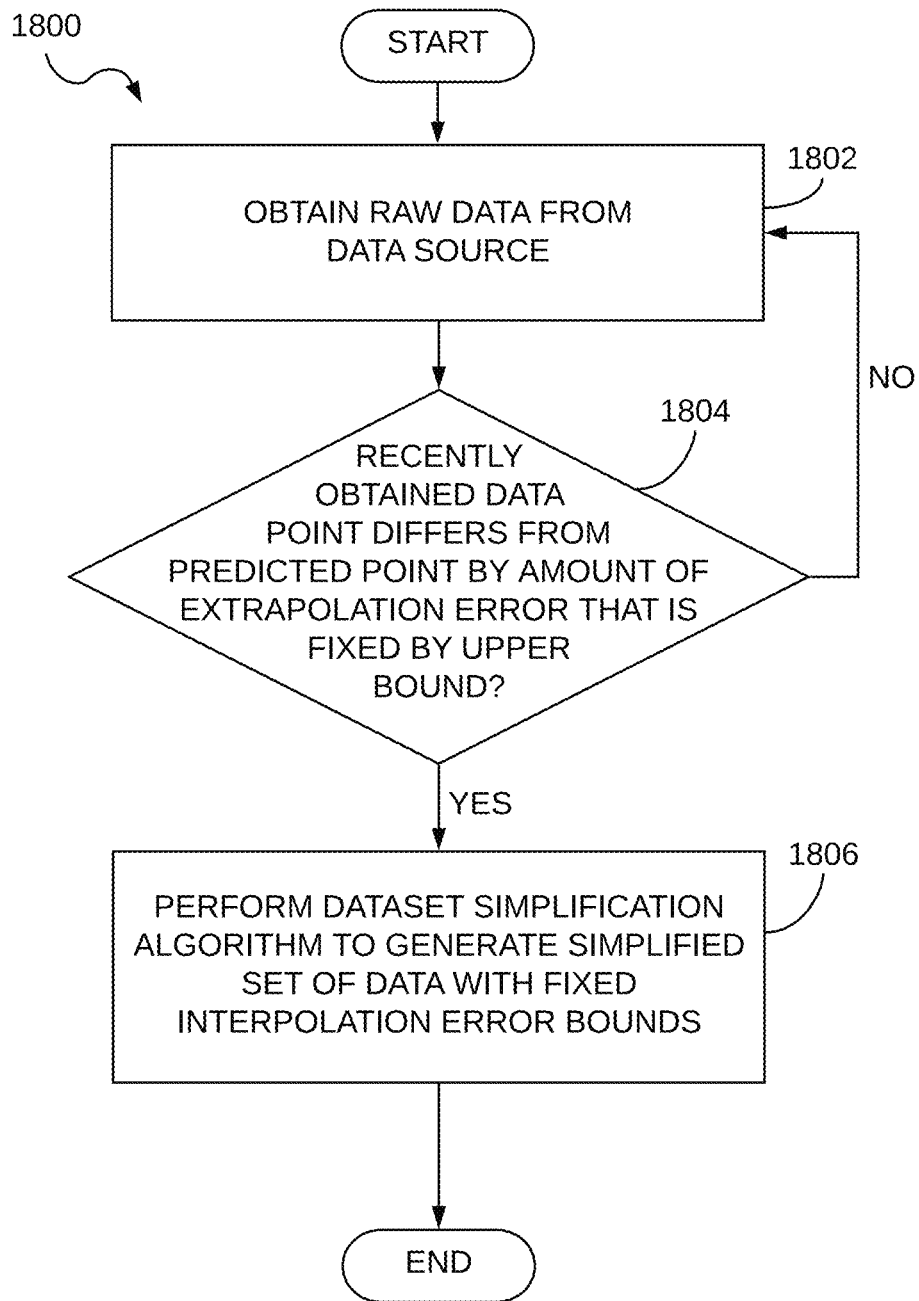 1800
START
1802
OBTAIN RAW DATA FROM
DATA SOURCE
NO
1804
RECENTLY
OBTAINED DATA
POINT DIFFERS FROM
PREDICTED POINT BY AMOUNT OF
EXTRAPOLATION ERROR THAT IS
FIXED BY UPPER
BOUND?
YES
1806
PERFORM DATASET SIMPLIFICATION
ALGORITHM TO GENERATE SIMPLIFIED
SET OF DATA WITH FIXED
INTERPOLATION ERROR BOUNDS
END